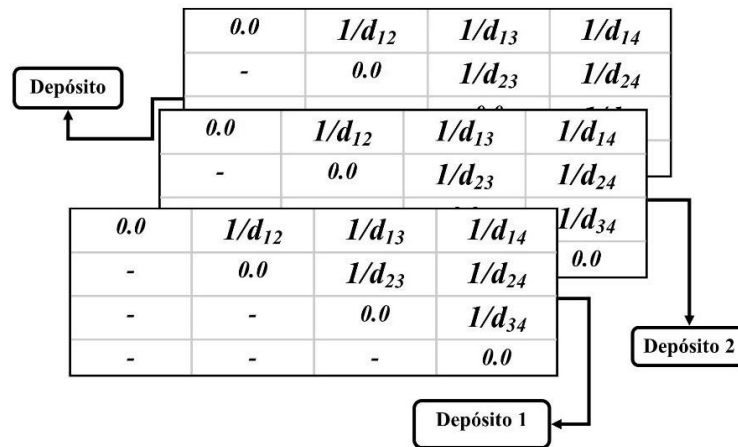 0.0 1/d12 1/d13 1/d14
- 0.0 1/d23 1/d24
Depósito
0.0 1/d12 1/d13 1/d14
- 0.0 1/d23 1/d24
1/d34
0.0
0.0 1/d12 1/d13 1/d14
- 0.0 1/d23 1/d24
- - 0.0 1/d34
- - - 0.0
Depósito 2
Depósito 1